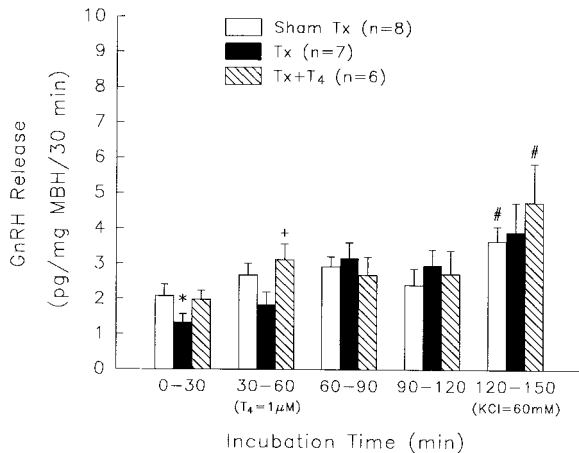 Sham Tx (n=8)
Tx (n=7)
Tx+T₄ (n=6)
GnRH Release
(pg/mg MBH/30 min)
10
9
8
7
6
5
4
3
2
1
0
*
+
#
#
0−30
30−60
60−90
90−120
120−150
(T₄=1μM)
(KCl=60mM)
Incubation Time (min)